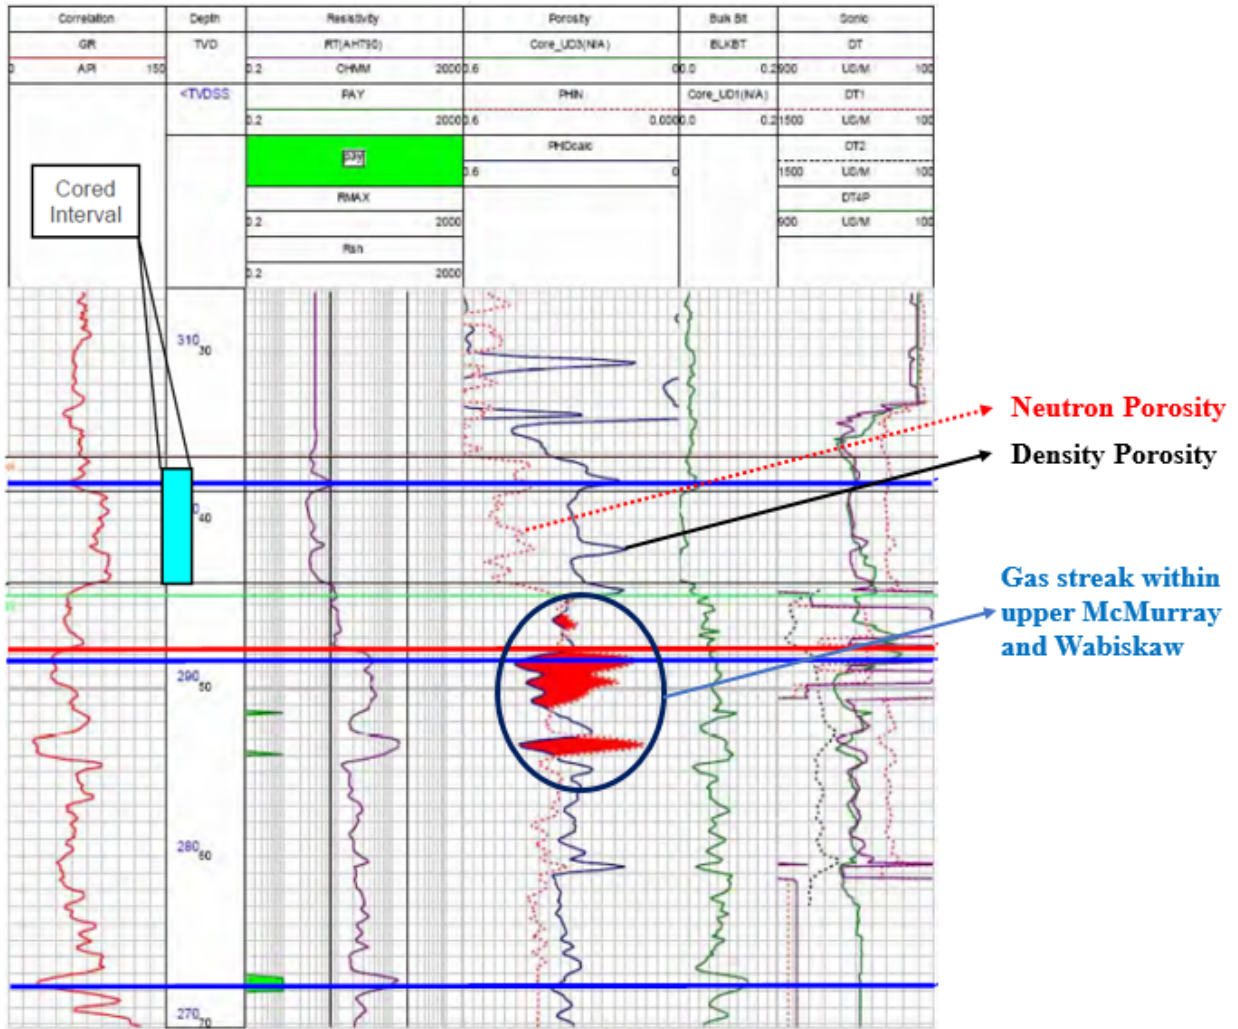 Correlation Depth Resistivity Porosity Bulk Bit Sonic
GR TVD RT(AHT90) Core_UD3(N/A) BLKBT DT
0 API 150 0.2 OHMM 2000 0.6 0 0.0 0.2 900 US/M 100
<TVDSS PAY PHIN Core_UD1(N/A) DT1
0.2 2000 0.6 0.000 0.0 0.2 1500 US/M 100
pay PHDcalc DT2
0.6 0 1500 US/M 100
RMAX DT4P
0.2 2000 900 US/M 100
Rsh
0.2 2000
Cored
Interval
310
30
40
290
50
280
60
270
70
Neutron Porosity
Density Porosity
Gas streak within
upper McMurray
and Wabiskaw